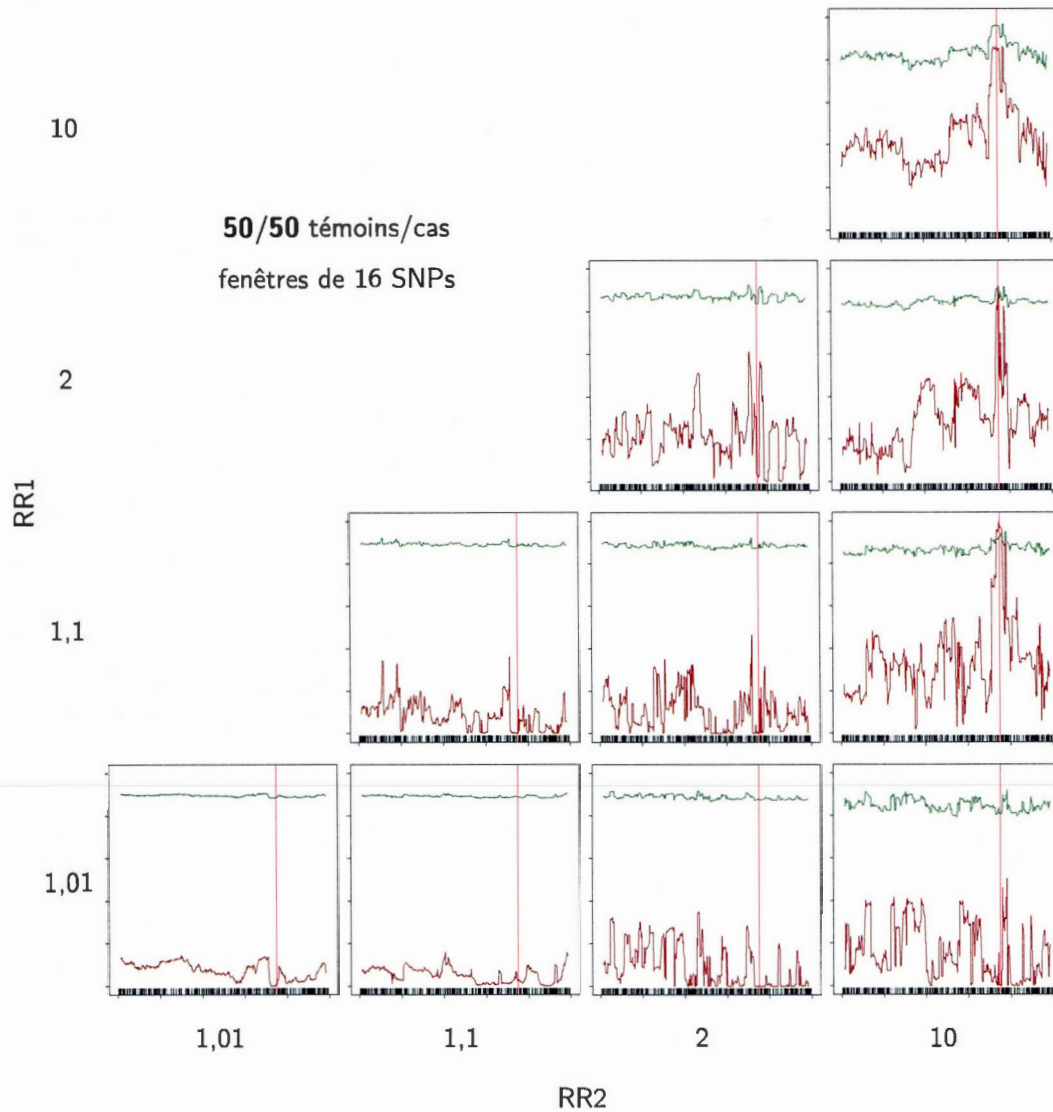 10
50/50 témoins/cas
fenêtres de 16 SNPs
2
RR1
1,1
1,01
1,01 1,1 2 10
RR2